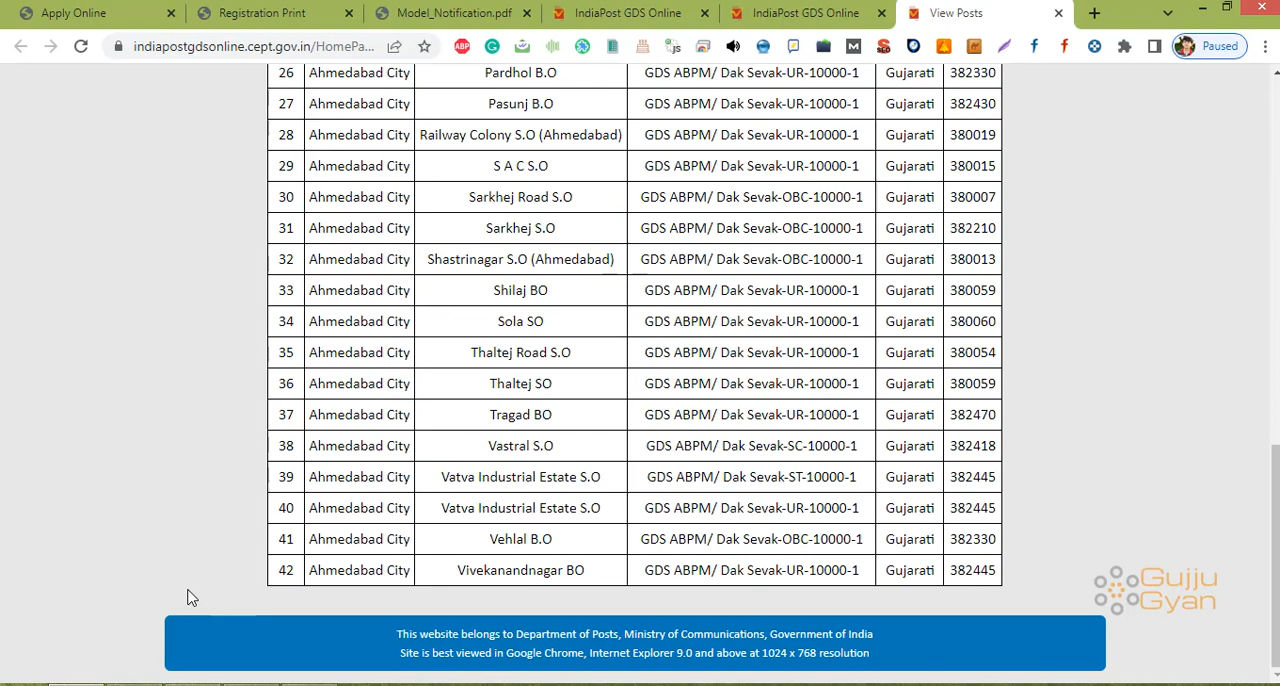 Apply Online
Registration Print
Model_Notification.pdf
IndiaPost GDS Online
IndiaPost GDS Online
View Posts
indiapostgdsonline.cept.gov.in/HomePa...
Paused
26 Ahmedabad City Pardhol B.O GDS ABPM/ Dak Sevak-UR-10000-1 Gujarati 382330
27 Ahmedabad City Pasunj B.O GDS ABPM/ Dak Sevak-UR-10000-1 Gujarati 382430
28 Ahmedabad City Railway Colony S.O (Ahmedabad) GDS ABPM/ Dak Sevak-UR-10000-1 Gujarati 380019
29 Ahmedabad City S A C S.O GDS ABPM/ Dak Sevak-UR-10000-1 Gujarati 380015
30 Ahmedabad City Sarkhej Road S.O GDS ABPM/ Dak Sevak-OBC-10000-1 Gujarati 380007
31 Ahmedabad City Sarkhej S.O GDS ABPM/ Dak Sevak-OBC-10000-1 Gujarati 382210
32 Ahmedabad City Shastrinagar S.O (Ahmedabad) GDS ABPM/ Dak Sevak-OBC-10000-1 Gujarati 380013
33 Ahmedabad City Shilaj BO GDS ABPM/ Dak Sevak-UR-10000-1 Gujarati 380059
34 Ahmedabad City Sola SO GDS ABPM/ Dak Sevak-UR-10000-1 Gujarati 380060
35 Ahmedabad City Thaltej Road S.O GDS ABPM/ Dak Sevak-UR-10000-1 Gujarati 380054
36 Ahmedabad City Thaltej SO GDS ABPM/ Dak Sevak-UR-10000-1 Gujarati 380059
37 Ahmedabad City Tragad BO GDS ABPM/ Dak Sevak-UR-10000-1 Gujarati 382470
38 Ahmedabad City Vastral S.O GDS ABPM/ Dak Sevak-SC-10000-1 Gujarati 382418
39 Ahmedabad City Vatva Industrial Estate S.O GDS ABPM/ Dak Sevak-ST-10000-1 Gujarati 382445
40 Ahmedabad City Vatva Industrial Estate S.O GDS ABPM/ Dak Sevak-UR-10000-1 Gujarati 382445
41 Ahmedabad City Vehlal B.O GDS ABPM/ Dak Sevak-OBC-10000-1 Gujarati 382330
42 Ahmedabad City Vivekanandnagar BO GDS ABPM/ Dak Sevak-UR-10000-1 Gujarati 382445
Gujju
Gyan
This website belongs to Department of Posts, Ministry of Communications, Government of India
Site is best viewed in Google Chrome, Internet Explorer 9.0 and above at 1024 x 768 resolution